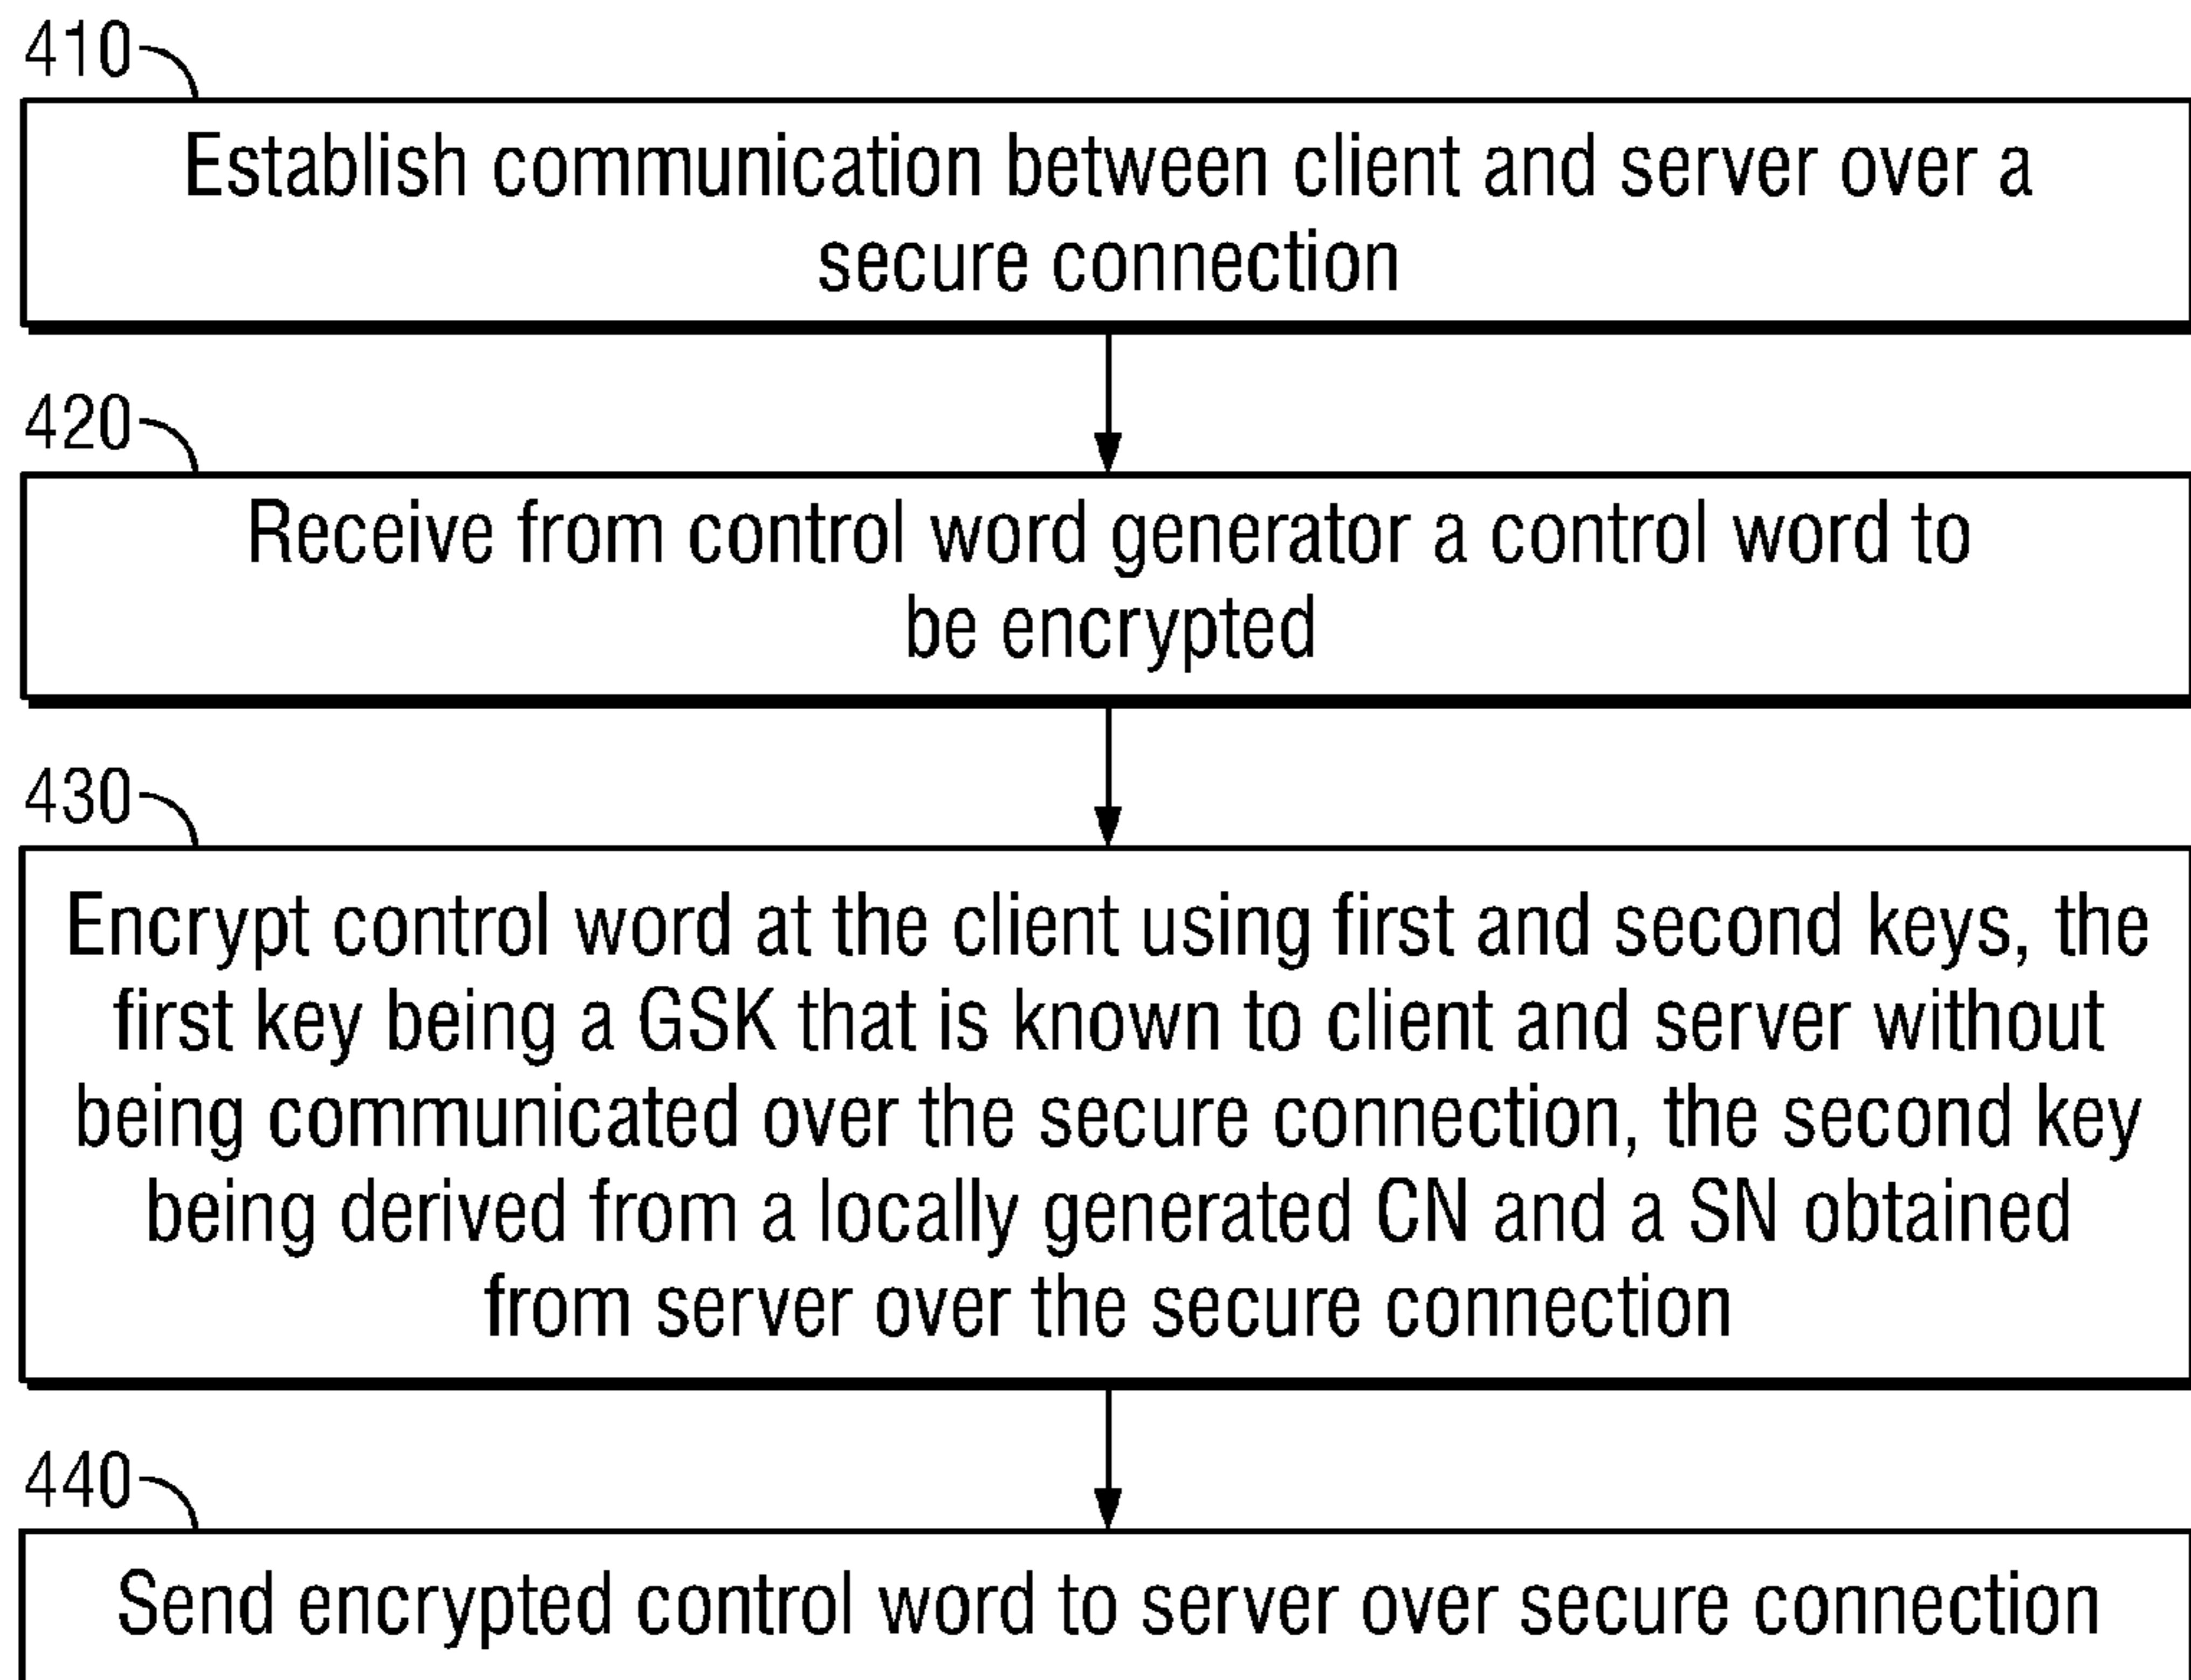 410
Establish communication between client and server over a
secure connection
420
Receive from control word generator a control word to
be encrypted
430
Encrypt control word at the client using first and second keys, the
first key being a GSK that is known to client and server without
being communicated over the secure connection, the second key
being derived from a locally generated CN and a SN obtained
from server over the secure connection
440
Send encrypted control word to server over secure connection